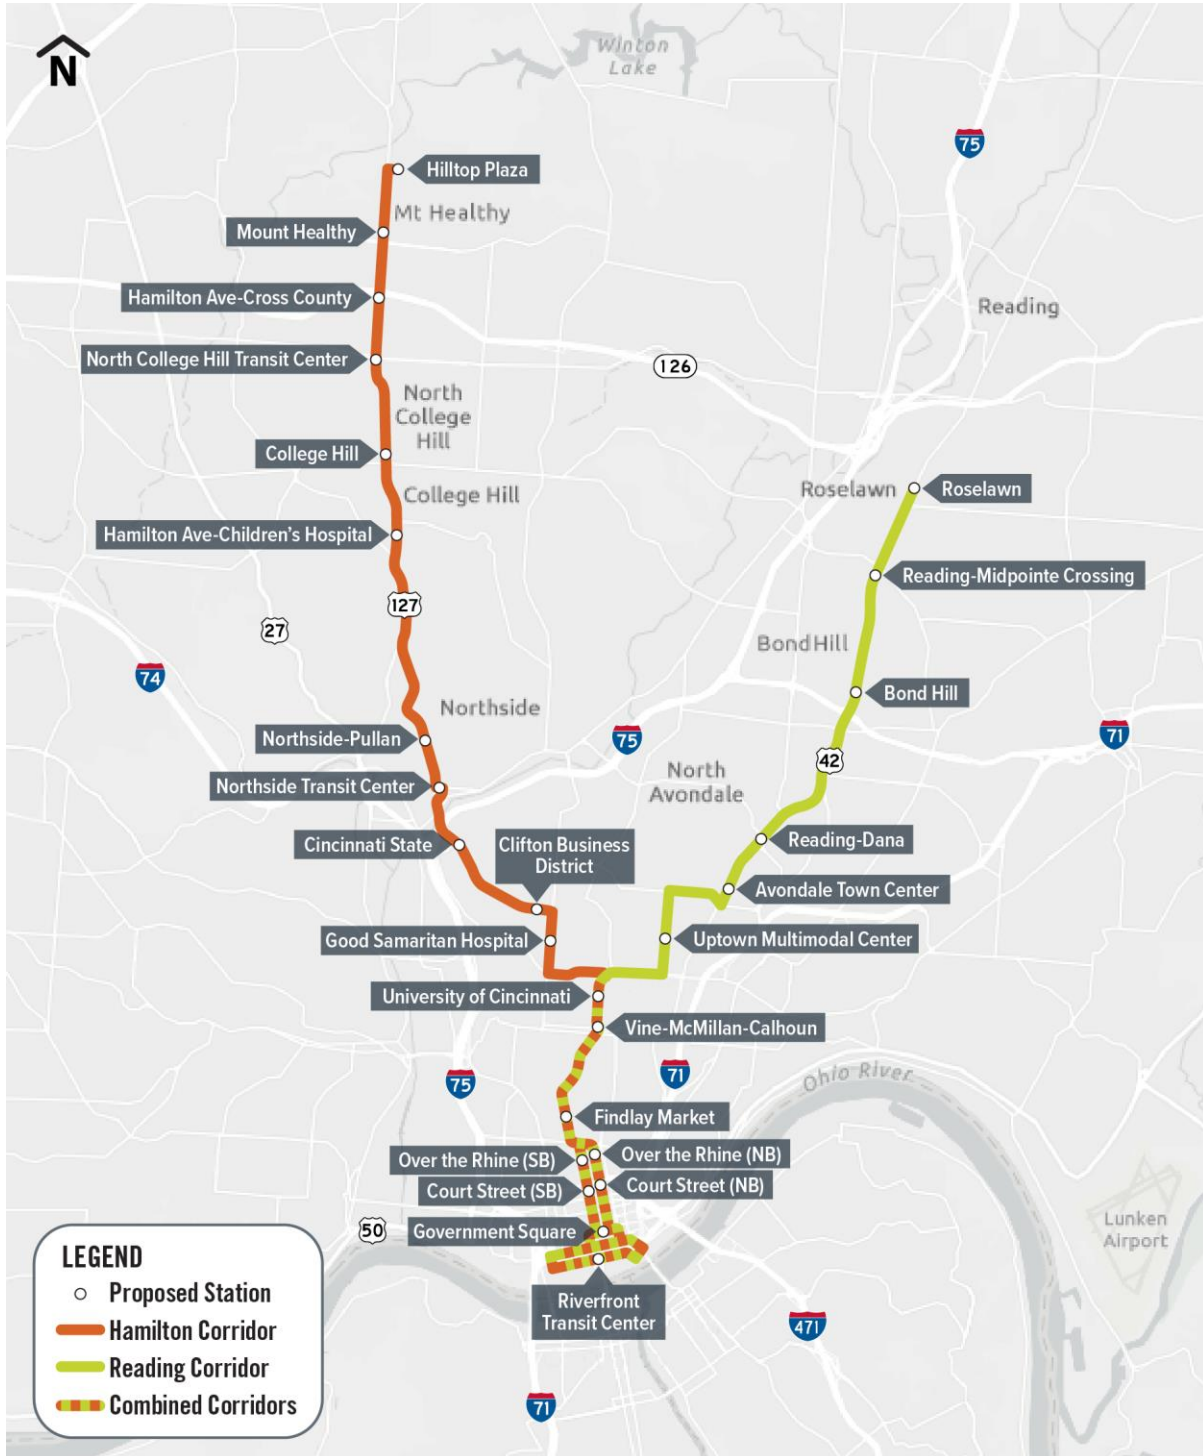 N
Winton
Lake
75
Hilltop Plaza
Mt Healthy
Mount Healthy
Hamilton Ave-Cross County
Reading
North College Hill Transit Center
126
North
College
Hill
College Hill
College Hill
Roselawn
Roselawn
Hamilton Ave-Children's Hospital
Reading-Midpointe Crossing
127
27
Bond Hill
74
Bond Hill
Northside
Northside-Pullan
75
71
42
North
Avondale
Northside Transit Center
Cincinnati State
Clifton Business
District
Reading-Dana
Avondale Town Center
Good Samaritan Hospital
Uptown Multimodal Center
University of Cincinnati
Vine-McMillan-Calhoun
75
71
Ohio River
Findlay Market
Over the Rhine (SB)
Over the Rhine (NB)
Court Street (SB)
Court Street (NB)
50
Government Square
Lunken
Airport
Riverfront
Transit Center
471
71
LEGEND
Proposed Station
Hamilton Corridor
Reading Corridor
Combined Corridors